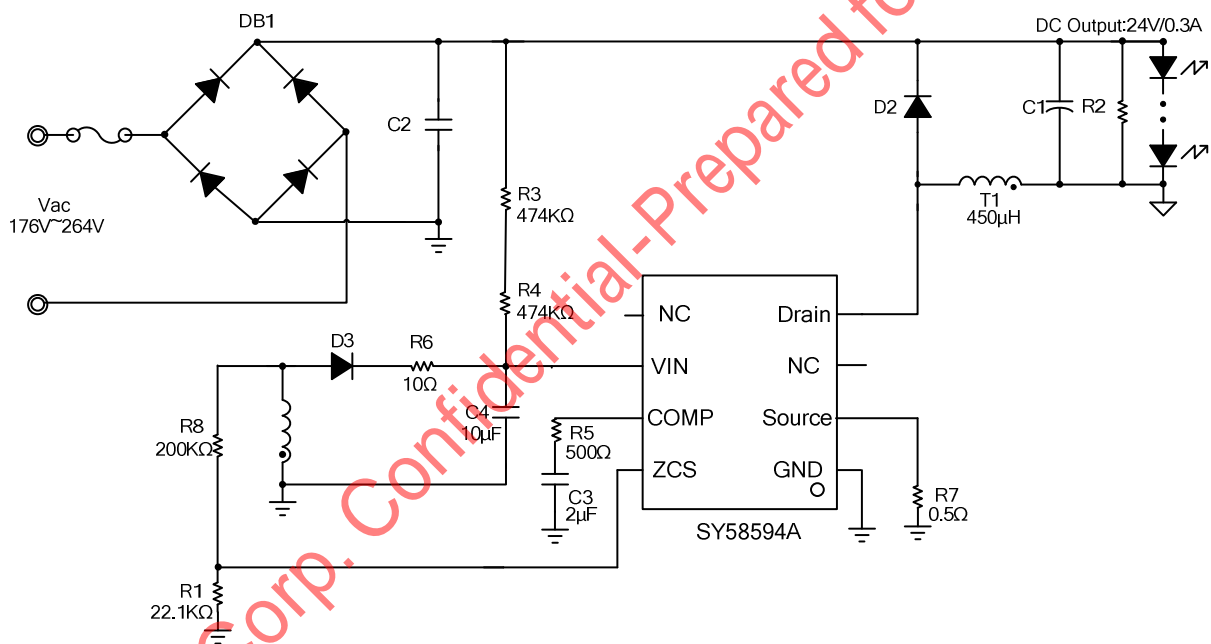 DB1
DC Output:24V/0.3A
C2
D2
C1
R2
Vac
176V~264V
R3
474KΩ
T1
450μH
R4
474KΩ
NC
Drain
D3
R6
10Ω
VIN
NC
C4
10μF
COMP
Source
R8
200KΩ
R5
500Ω
ZCS
GND
C3
2μF
R7
0.5Ω
SY58594A
R1
22.1KΩ
Corp. Confidential-Prepared for